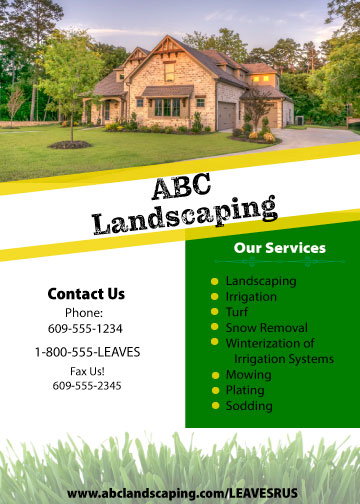 ABC
Landscaping
Our Services
Landscaping
Irrigation
Turf
Snow Removal
Winterization of
Irrigation Systems
Mowing
Plating
Sodding
Contact Us
Phone:
609-555-1234
1-800-555-LEAVES
Fax Us!
609-555-2345
www.abclandscaping.com/LEAVESRUS